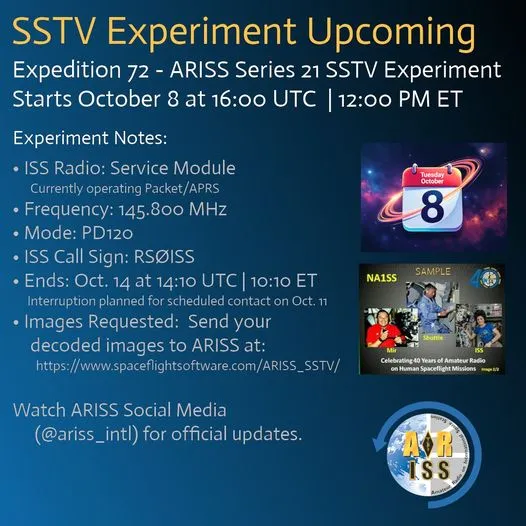 SSTV Experiment Upcoming
Expedition 72 - ARISS Series 21 SSTV Experiment
Starts October 8 at 16:00 UTC | 12:00 PM ET
Experiment Notes:
• ISS Radio: Service Module
Currently operating Packet/APRS
• Frequency: 145.800 MHz
• Mode: PD120
• ISS Call Sign: RSØISS
• Ends: Oct. 14 at 14:10 UTC | 10:10 ET
Interruption planned for scheduled contact on Oct. 11
• Images Requested: Send your
decoded images to ARISS at:
https://www.spaceflightsoftware.com/ARISS_SSTV/
Watch ARISS Social Media
(@ariss_intl) for official updates.
Tuesday
October
8
NA1SS
SAMPLE
40
Mir
Shuttle
ISS
Celebrating 40 Years of Amateur Radio
on Human Spaceflight Missions
Image 2/2
A R
ISS
Amateur Radio on